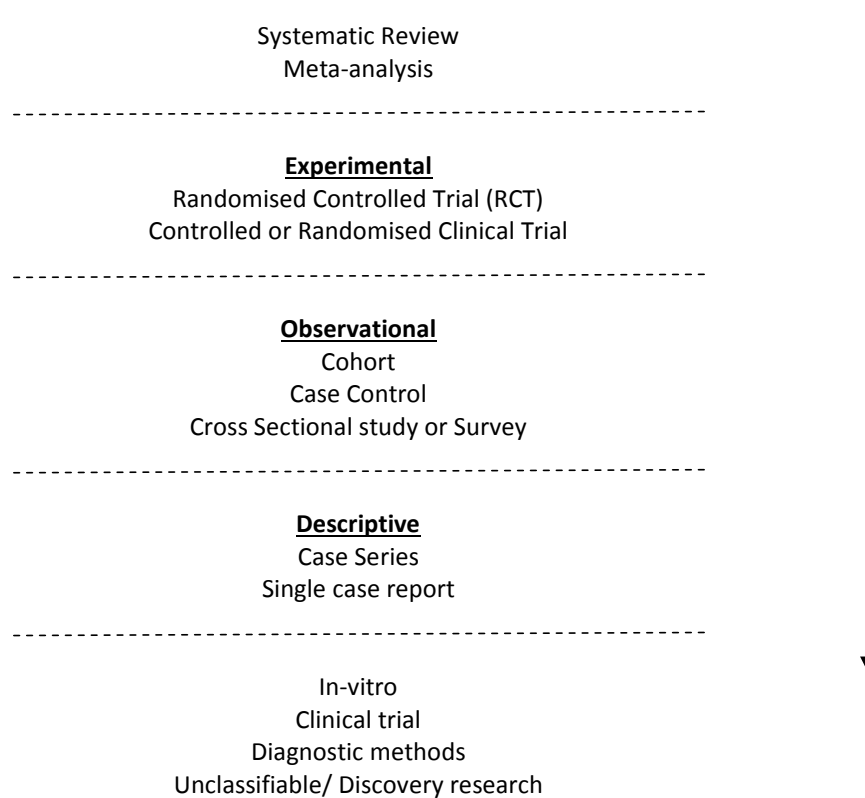 Systematic Review
Meta-analysis
Experimental
Randomised Controlled Trial (RCT)
Controlled or Randomised Clinical Trial
Observational
Cohort
Case Control
Cross Sectional study or Survey
Descriptive
Case Series
Single case report
In-vitro
Clinical trial
Diagnostic methods
Unclassifiable/ Discovery research